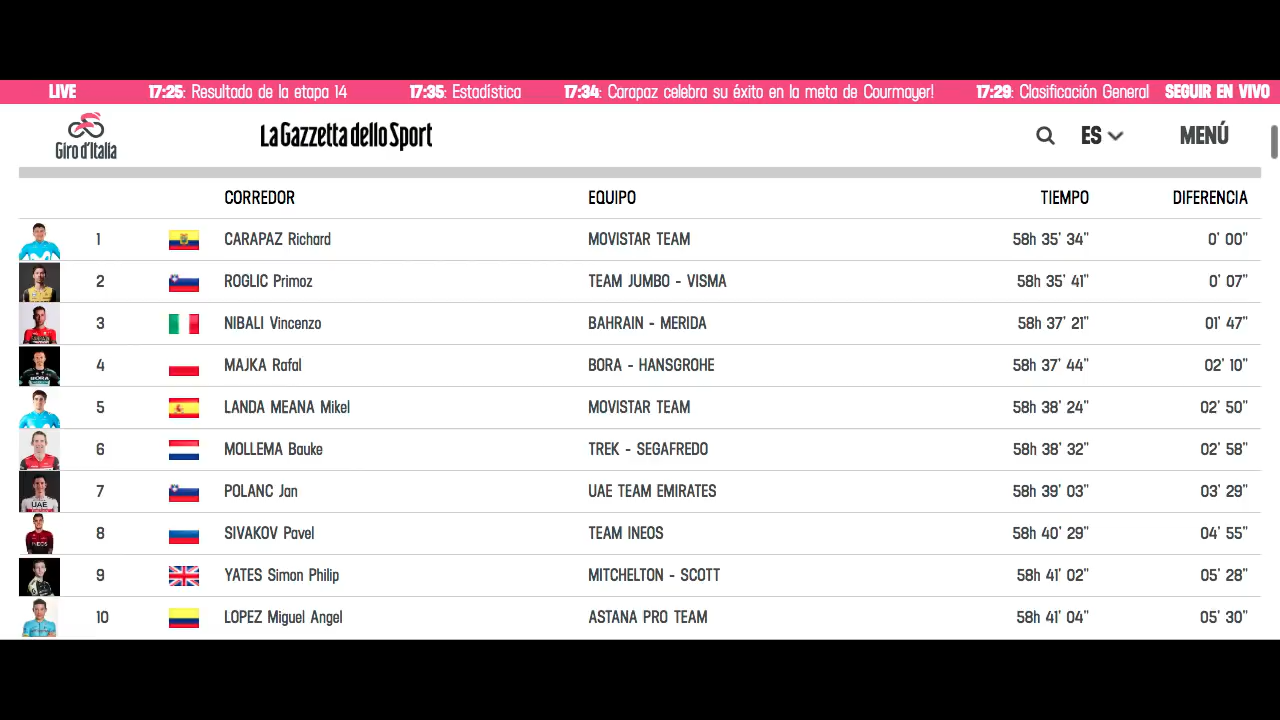 LIVE 17:25: Resultado de la etapa 14 17:35: Estadística 17:34: Carapaz celebra su éxito en la meta de Courmayer! 17:29: Clasificación General SEGUIR EN VIVO
Giro d'Italia La Gazzetta dello Sport ES MENÚ
CORREDOR EQUIPO TIEMPO DIFERENCIA
1 CARAPAZ Richard MOVISTAR TEAM 58h 35' 34" 0' 00"
2 ROGLIC Primoz TEAM JUMBO - VISMA 58h 35' 41" 0' 07"
3 NIBALI Vincenzo BAHRAIN - MERIDA 58h 37' 21" 01' 47"
4 MAJKA Rafal BORA - HANSGROHE 58h 37' 44" 02' 10"
5 LANDA MEANA Mikel MOVISTAR TEAM 58h 38' 24" 02' 50"
6 MOLLEMA Bauke TREK - SEGAFREDO 58h 38' 32" 02' 58"
7 POLANC Jan UAE TEAM EMIRATES 58h 39' 03" 03' 29"
8 SIVAKOV Pavel TEAM INEOS 58h 40' 29" 04' 55"
9 YATES Simon Philip MITCHELTON - SCOTT 58h 41' 02" 05' 28"
10 LOPEZ Miguel Angel ASTANA PRO TEAM 58h 41' 04" 05' 30"